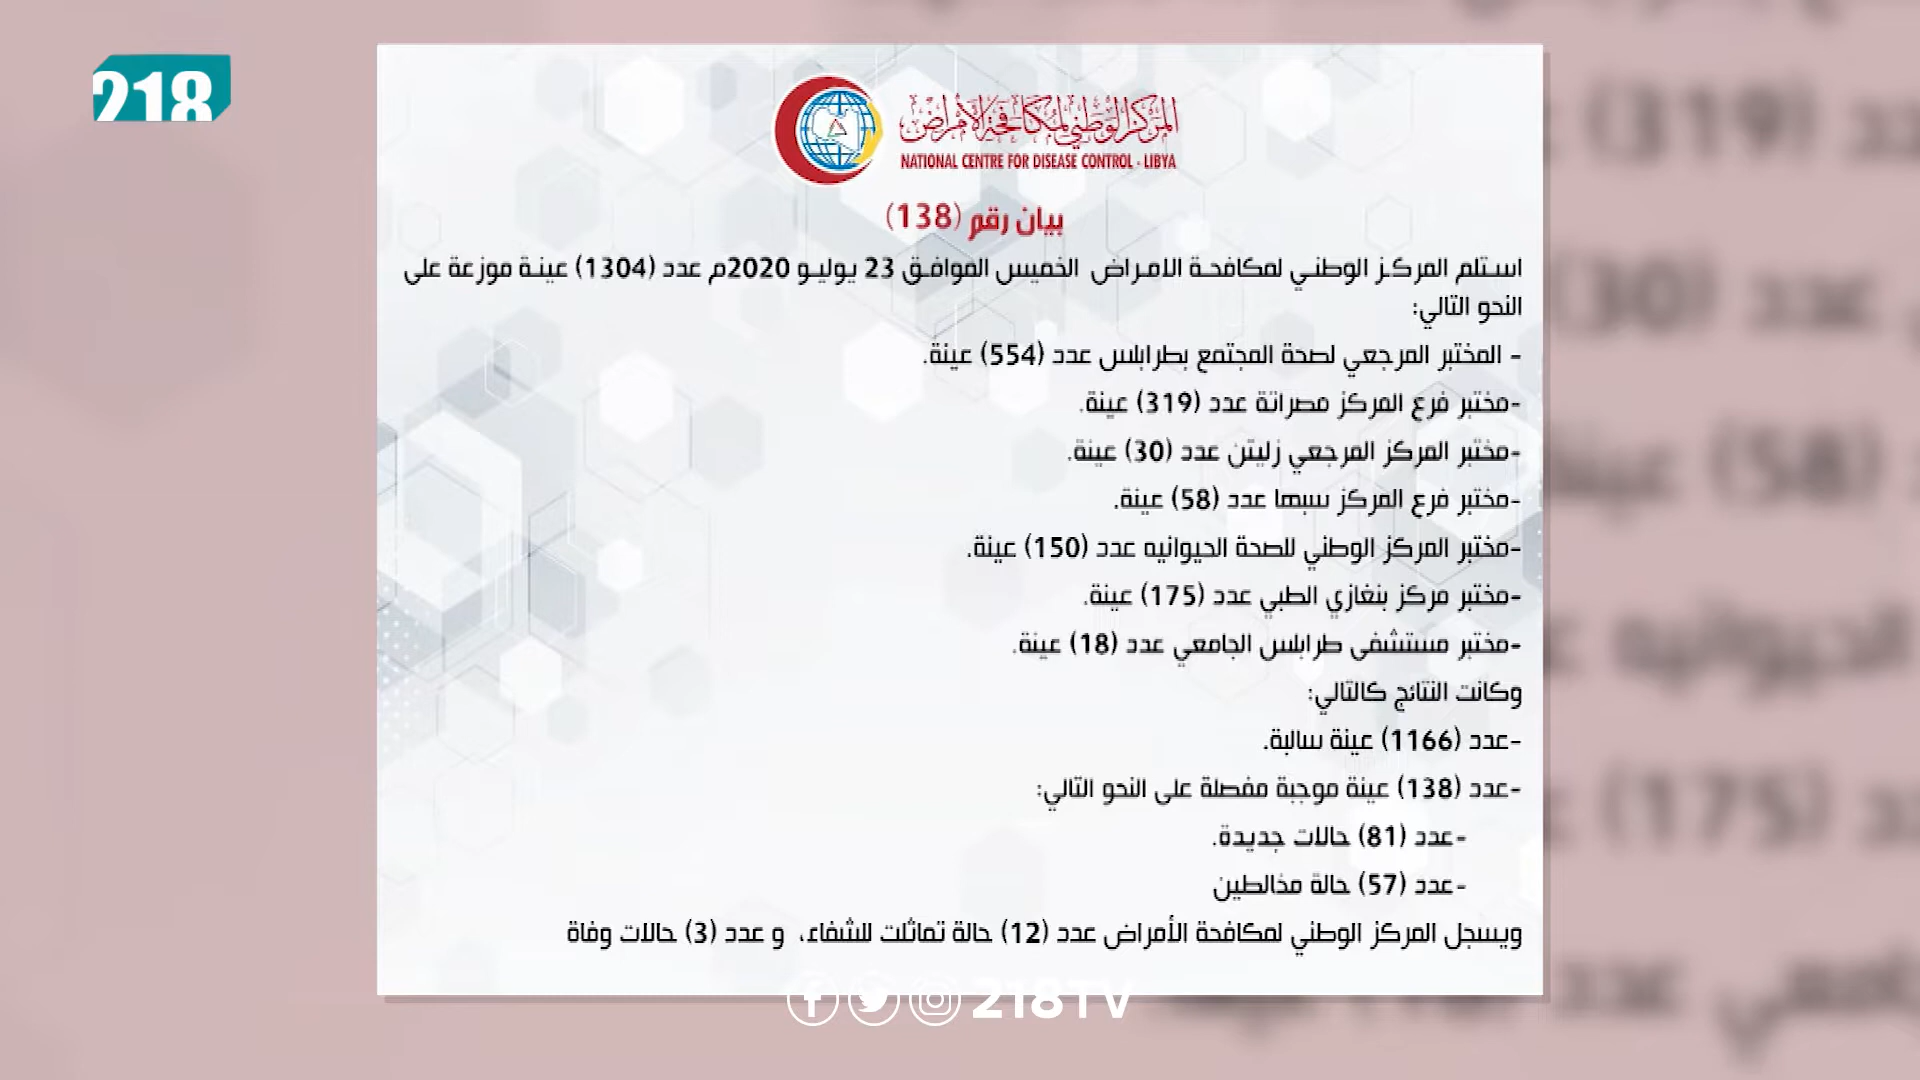 218
المركز الوطني لمكافحة الأمراض
NATIONAL CENTRE FOR DISEASE CONTROL - LIBYA
بيان رقم (138)
استلم المركز الوطني لمكافحة الامراض الخميس الموافق 23 يوليو 2020م عدد (1304) عينة موزعة على
النحو التالي:
- المختبر المرجعي لصحة المجتمع بطرابلس عدد (554) عينة.
-مختبر فرع المركز مصراتة عدد (319) عينة.
-مختبر المركز المرجعي زليتن عدد (30) عينة.
-مختبر فرع المركز سبها عدد (58) عينة.
-مختبر المركز الوطني للصحة الحيوانيه عدد (150) عينة.
-مختبر مركز بنغازي الطبي عدد (175) عينة.
-مختبر مستشفى طرابلس الجامعي عدد (18) عينة.
وكانت النتائج كالتالي:
-عدد (1166) عينة سالبة.
-عدد (138) عينة موجبة مفصلة على النحو التالي:
-عدد (81) حالات جديدة.
-عدد (57) حالة مخالطين
ويسجل المركز الوطني لمكافحة الأمراض عدد (12) حالة تماثلت للشفاء، و عدد (3) حالات وفاة
218TV